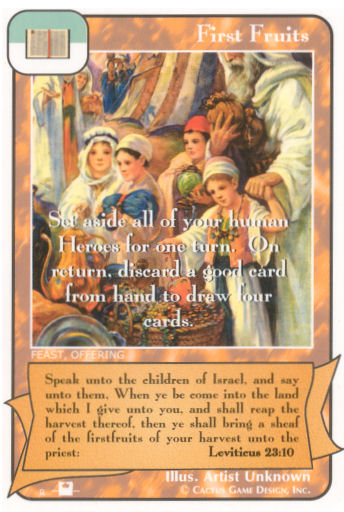 First Fruits
Set aside all of your human
Heroes for one turn. On
return, discard a good card
from hand to draw four
cards.
FEAST, OFFERING
Speak unto the children of Israel, and say
unto them, When ye be come into the land
which I give unto you, and shall reap the
harvest thereof, then ye shall bring a sheaf
of the firstfruits of your harvest unto the
priest: Leviticus 23:10
Illus. Artist Unknown
© Cactus Game Design, Inc.